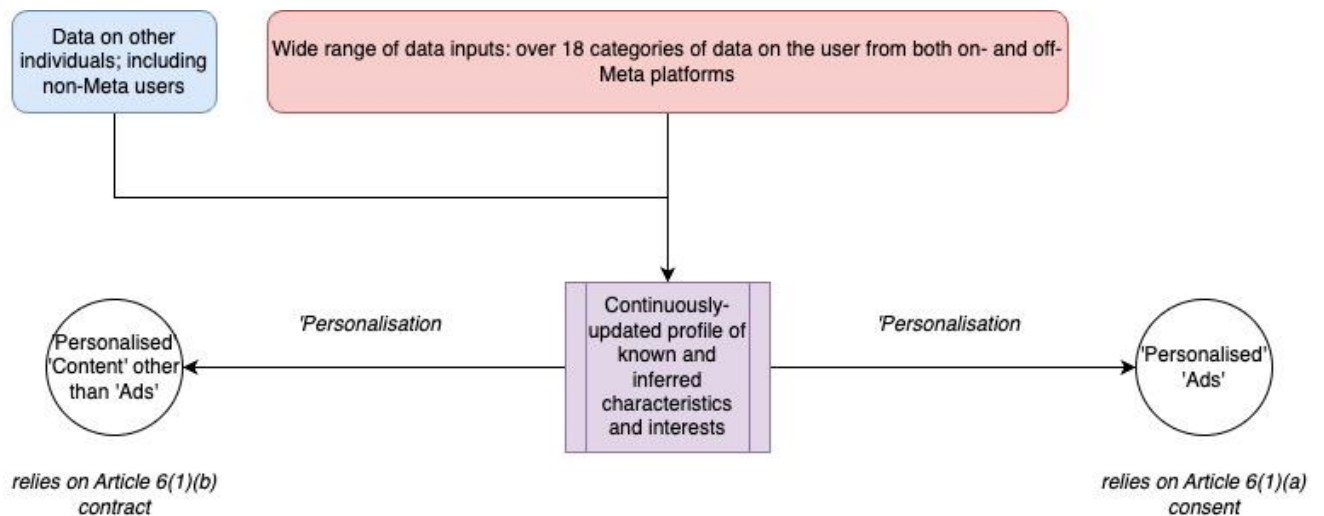 Data on other
individuals; including
non-Meta users
Wide range of data inputs: over 18 categories of data on the user from both on- and off-
Meta platforms
'Personalised'
'Content' other
than 'Ads'
'Personalisation
Continuously-
updated profile of
known and
inferred
characteristics
and interests
'Personalisation
'Personalised'
'Ads'
relies on Article 6(1)(b)
contract
relies on Article 6(1)(a)
consent